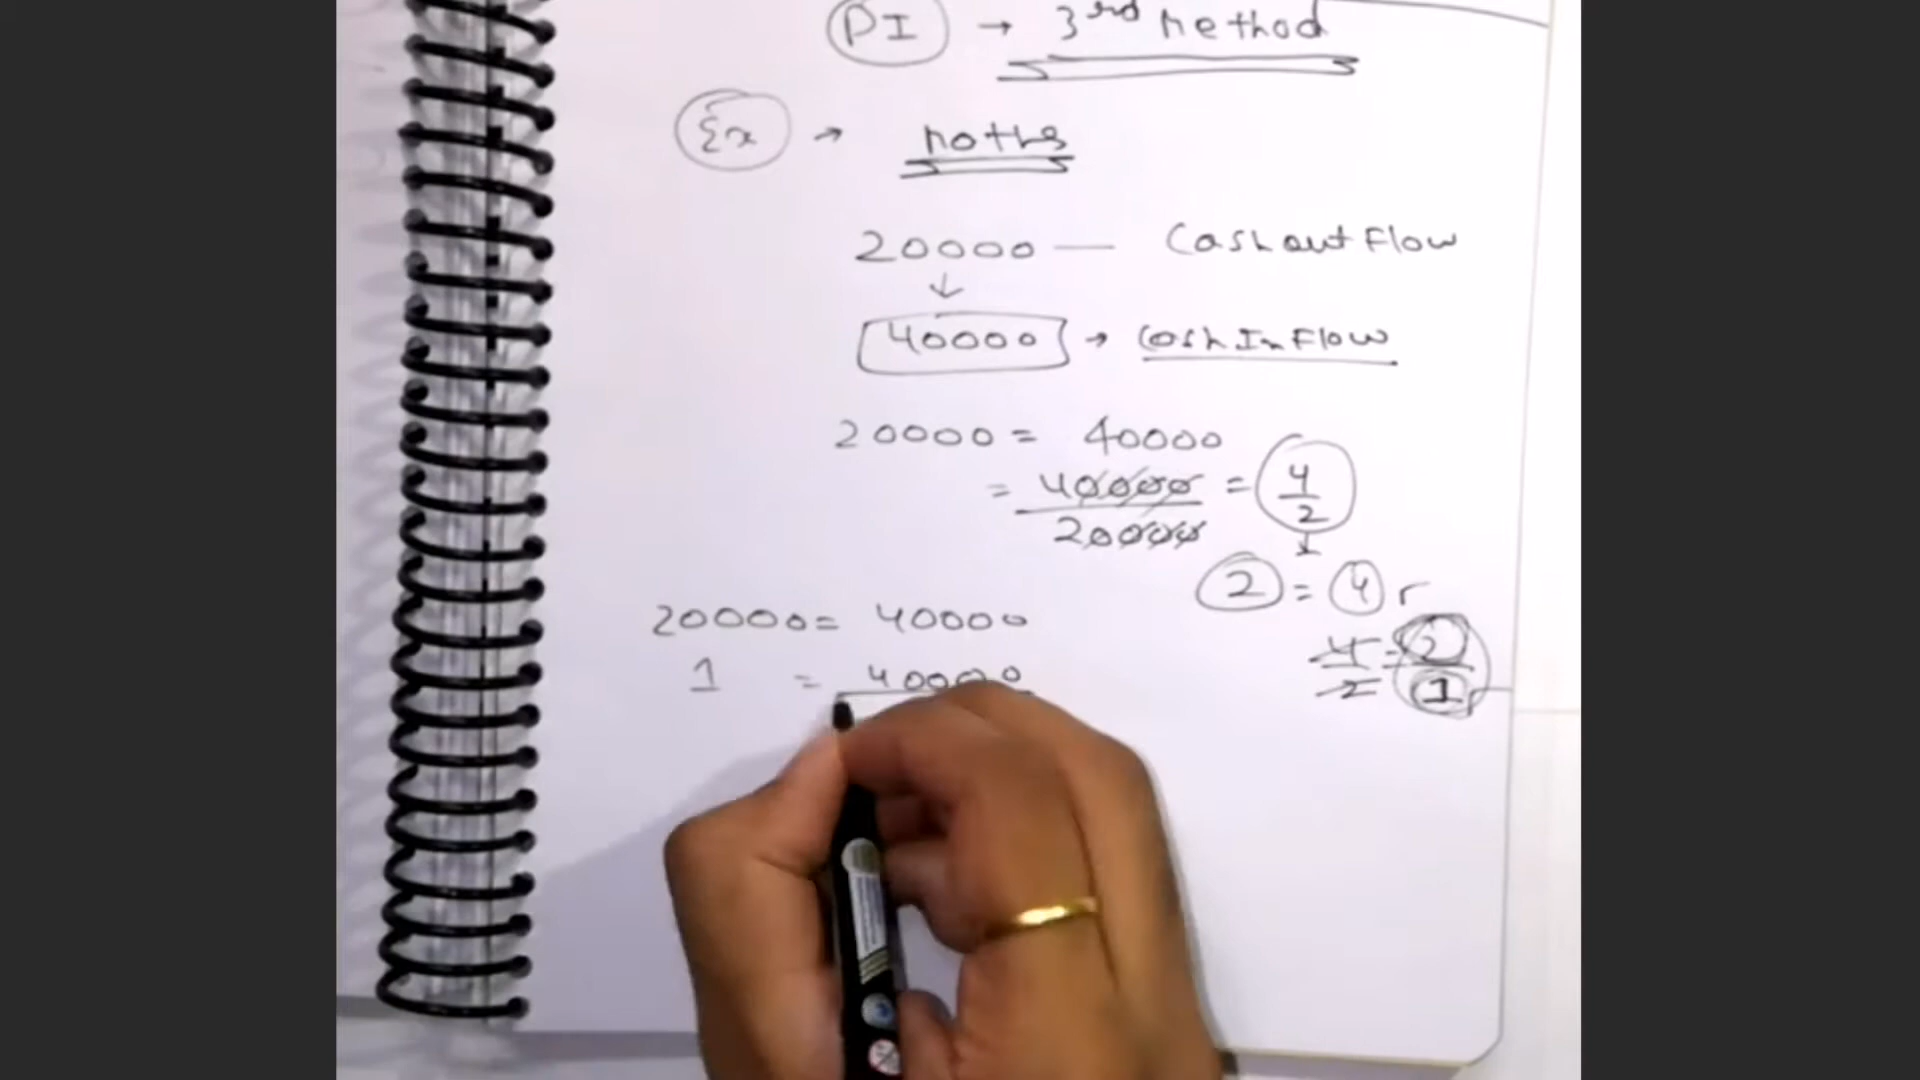 PI → 3rd Method
Ex → Maths
20000 — Cash out Flow
↓
40000 → Cash In Flow
20000 = 40000
= 40000/20000 = 4/2
↓
2 = 4 r
20000 = 40000
4/2 = 2/1
1 = 40000